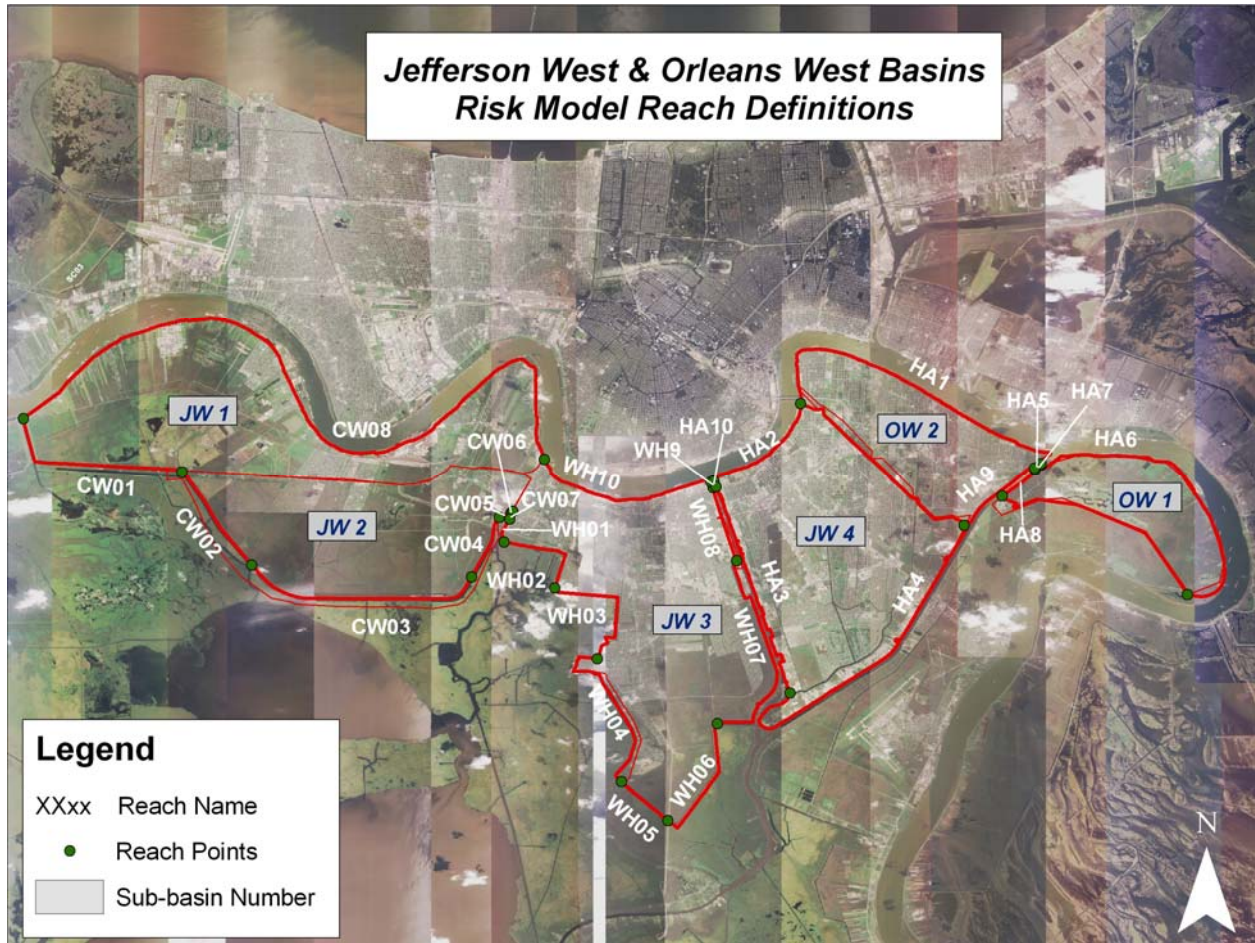 Jefferson West & Orleans West Basins
Risk Model Reach Definitions
SC03
HA1
HA7
HA5
HA6
HA10
WH9
HA2
OW 2
JW 1
CW08
CW06
WH10
HA9
OW 1
CW01
CW05
CW07
HA8
JW 2
WH01
WH08
JW 4
CW02
CW04
HA3
WH02
HA4
CW03
WH03
JW 3
WH07
WH04
WH06
WH05
Legend
XXxx Reach Name
Reach Points
Sub-basin Number
N